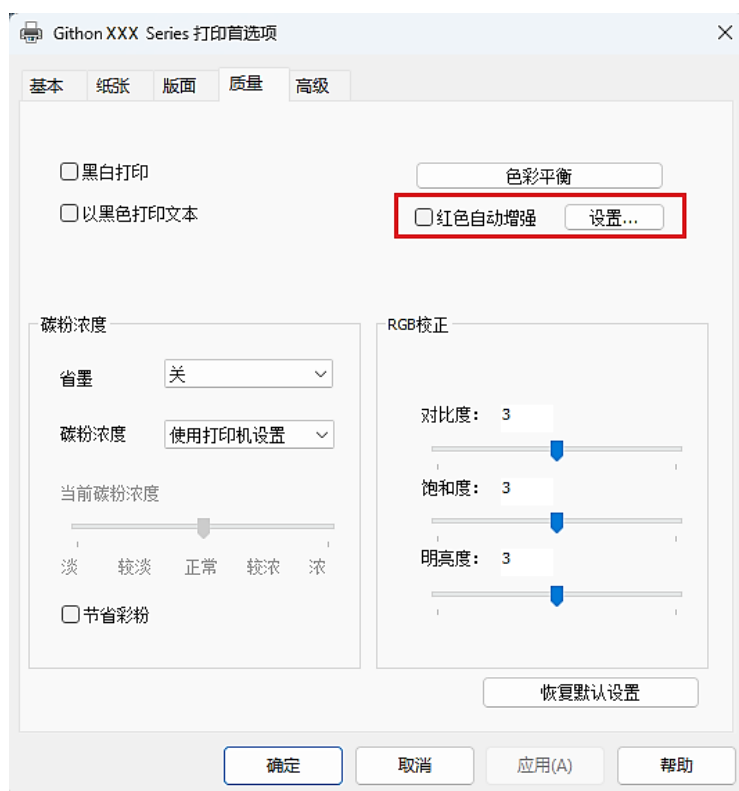 Githon XXX Series 打印首选项
基本 纸张 版面 质量 高级
黑白打印
色彩平衡
以黑色打印文本
红色自动增强 设置...
碳粉浓度
RGB校正
省墨 关
对比度： 3
碳粉浓度 使用打印机设置
当前碳粉浓度
饱和度： 3
淡 较淡 正常 较浓 浓
明亮度： 3
节省彩粉
恢复默认设置
确定 取消 应用(A) 帮助